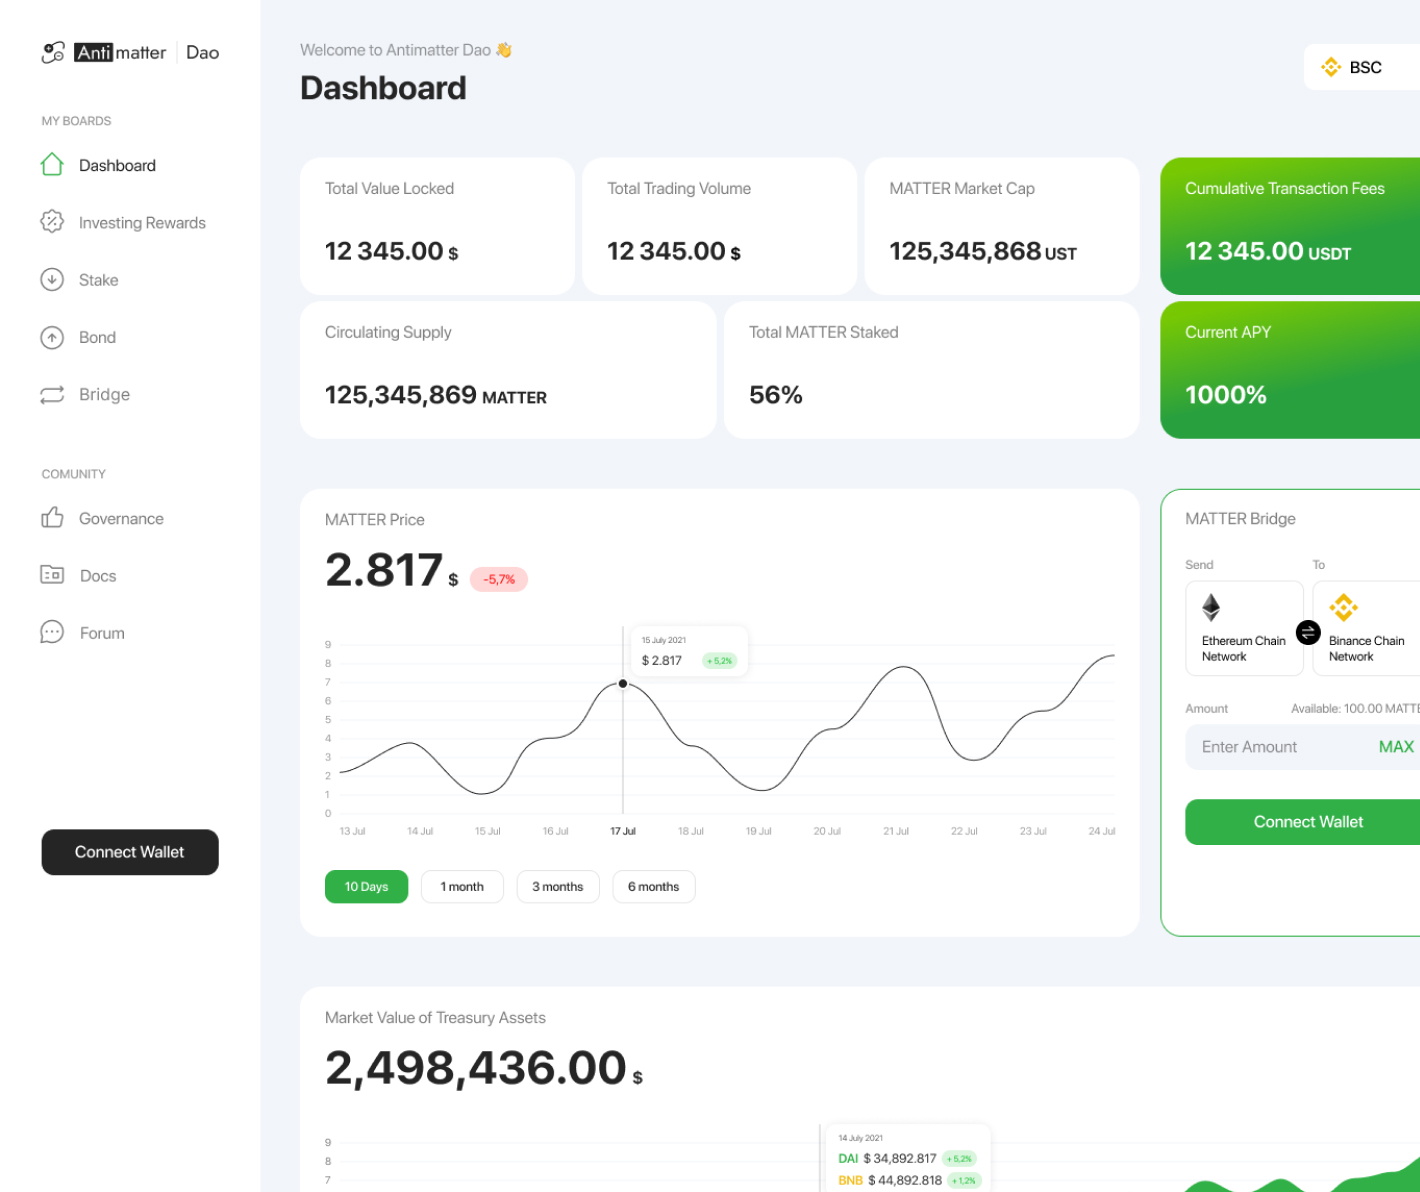 Antimatter Dao
MY BOARDS
Dashboard
Investing Rewards
Stake
Bond
Bridge
COMUNITY
Governance
Docs
Forum
Connect Wallet
Welcome to Antimatter Dao 👋
Dashboard
BSC
Total Value Locked
12 345.00 $
Total Trading Volume
12 345.00 $
MATTER Market Cap
125,345,868 UST
Cumulative Transaction Fees
12 345.00 USDT
Circulating Supply
125,345,869 MATTER
Total MATTER Staked
56%
Current APY
1000%
MATTER Price
2.817 $ -5,7%
15 July 2021
$ 2.817 + 5,2%
9
8
7
6
5
4
3
2
1
0
13 Jul 14 Jul 15 Jul 16 Jul 17 Jul 18 Jul 19 Jul 20 Jul 21 Jul 22 Jul 23 Jul 24 Jul
10 Days 1 month 3 months 6 months
MATTER Bridge
Send To
Ethereum Chain
Network
Binance Chain
Network
Amount Available: 100.00 MATTE
Enter Amount MAX
Connect Wallet
Market Value of Treasury Assets
2,498,436.00 $
14 July 2021
DAI $ 34,892.817 + 5,2%
BNB $ 44,892.818 + 1,2%
9
8
7